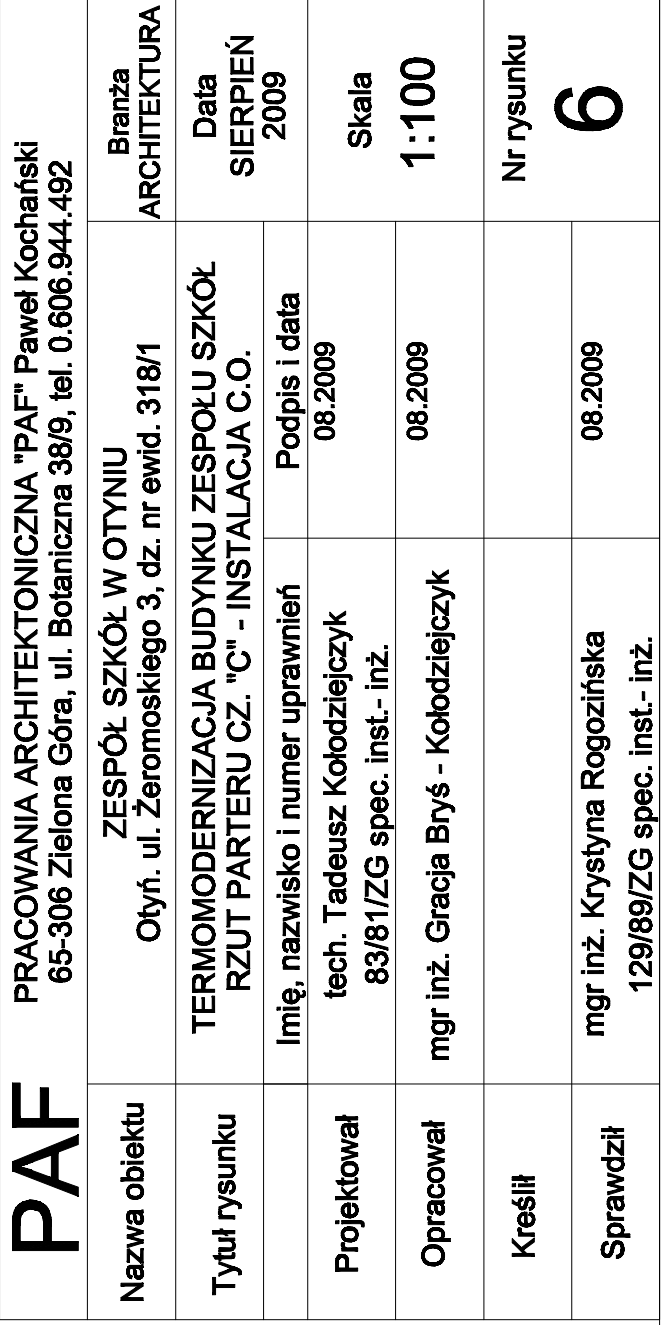 PAF
PRACOWANIA ARCHITEKTONICZNA "PAF" Paweł Kochański
65-306 Zielona Góra, ul. Botaniczna 38/9, tel. 0.606.944.492
Nazwa obiektu
ZESPÓŁ SZKÓŁ W OTYNIU
Otyń. ul. Żeromoskiego 3, dz. nr ewid. 318/1
Branża
ARCHITEKTURA
Tytuł rysunku
TERMOMODERNIZACJA BUDYNKU ZESPOŁU SZKÓŁ
RZUT PARTERU CZ. "C" - INSTALACJA C.O.
Data
SIERPIEŃ
2009
Imię, nazwisko i numer uprawnień
Podpis i data
Projektował
tech. Tadeusz Kołodziejczyk
83/81/ZG spec. inst.- inż.
08.2009
Skala
1:100
Opracował
mgr inż. Gracja Bryś - Kołodziejczyk
08.2009
Kreślił
Nr rysunku
6
Sprawdził
mgr inż. Krystyna Rogozińska
129/89/ZG spec. inst.- inż.
08.2009